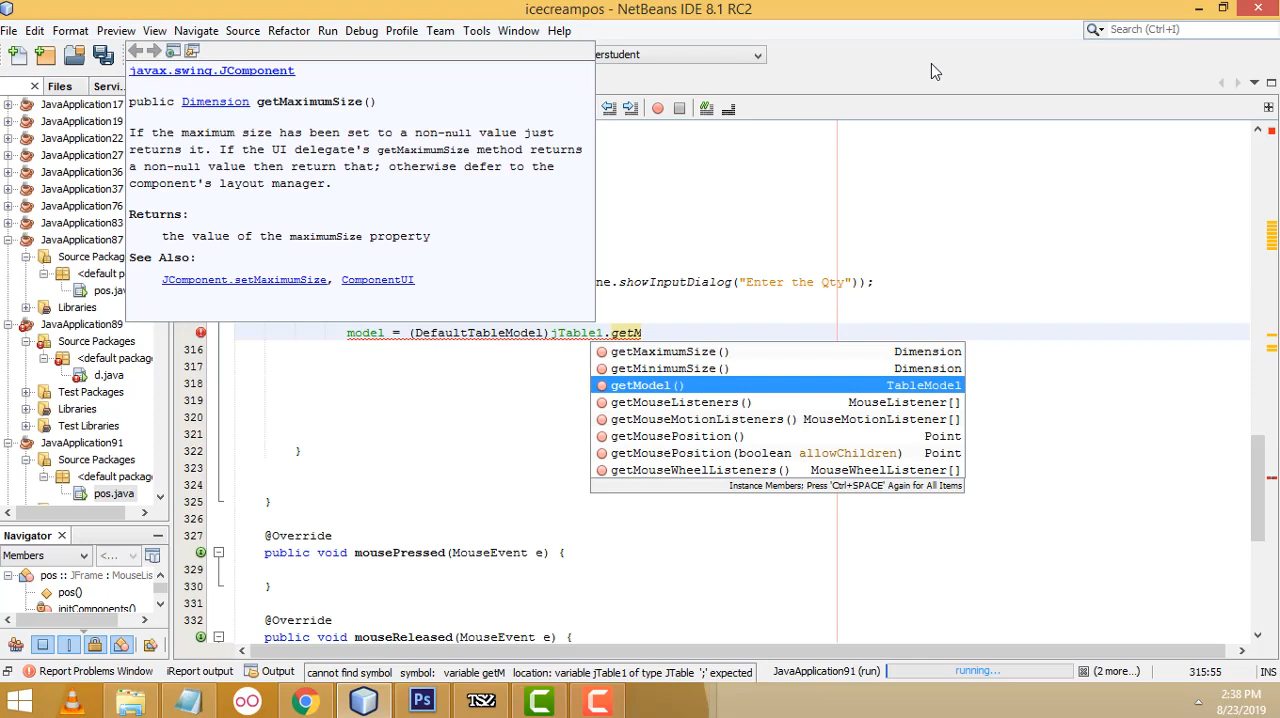 icecreampos - NetBeans IDE 8.1 RC2
File Edit Format Preview View Navigate Source Refactor Run Debug Profile Team Tools Window Help
Search (Ctrl+I)
erstudent
Files
Servi...
JavaApplication17
JavaApplication19
JavaApplication22
JavaApplication27
JavaApplication36
JavaApplication37
JavaApplication76
JavaApplication83
JavaApplication87
Source Packag
<default p
pos.jav
Libraries
JavaApplication89
Source Packages
<default package
d.java
Test Packages
Libraries
Test Libraries
JavaApplication91
Source Packages
<default package
pos.java
javax.swing.JComponent
public Dimension getMaximumSize()
If the maximum size has been set to a non-null value just
returns it. If the UI delegate's getMaximumSize method returns
a non-null value then return that; otherwise defer to the
component's layout manager.
Returns:
the value of the maximumSize property
See Also:
JComponent.setMaximumSize, ComponentUI
ne.showInputDialog("Enter the Qty"));
model = (DefaultTableModel)jTable1.getM
getMaximumSize() Dimension
getMinimumSize() Dimension
getModel() TableModel
getMouseListeners() MouseListener[]
getMouseMotionListeners() MouseMotionListener[]
getMousePosition() Point
getMousePosition(boolean allowChildren) Point
getMouseWheelListeners() MouseWheelListener[]
Instance Members; Press 'Ctrl+SPACE' Again for All Items
316
317
318
319
320
321
322 }
323
324
325 }
326
327 @Override
public void mousePressed(MouseEvent e) {
329
330 }
331
332 @Override
public void mouseReleased(MouseEvent e) {
Navigator
Members
<...
pos :: JFrame : MouseLis
pos()
initComponents()
Report Problems Window
iReport output
Output
cannot find symbol symbol: variable getM location: variable jTable1 of type JTable ';' expected
JavaApplication91 (run)
running...
(2 more...)
315:55
INS
Ps
TS2
2:38 PM
8/23/2019